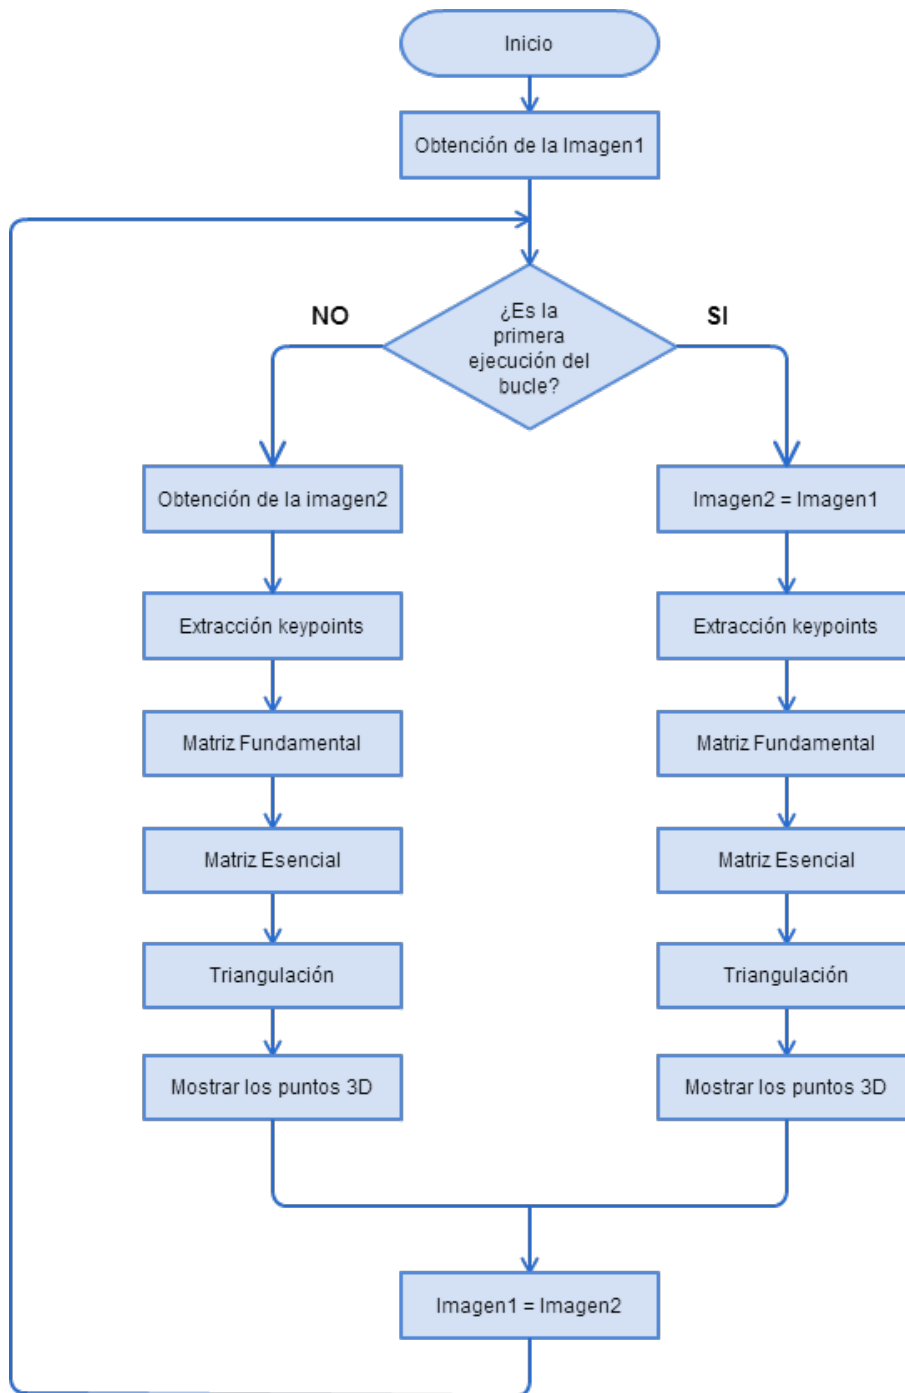 Inicio
Obtención de la Imagen1
¿Es la
primera
ejecución del
bucle?
NO
SI
Obtención de la imagen2
Extracción keypoints
Matriz Fundamental
Matriz Esencial
Triangulación
Mostrar los puntos 3D
Imagen2 = Imagen1
Extracción keypoints
Matriz Fundamental
Matriz Esencial
Triangulación
Mostrar los puntos 3D
Imagen1 = Imagen2